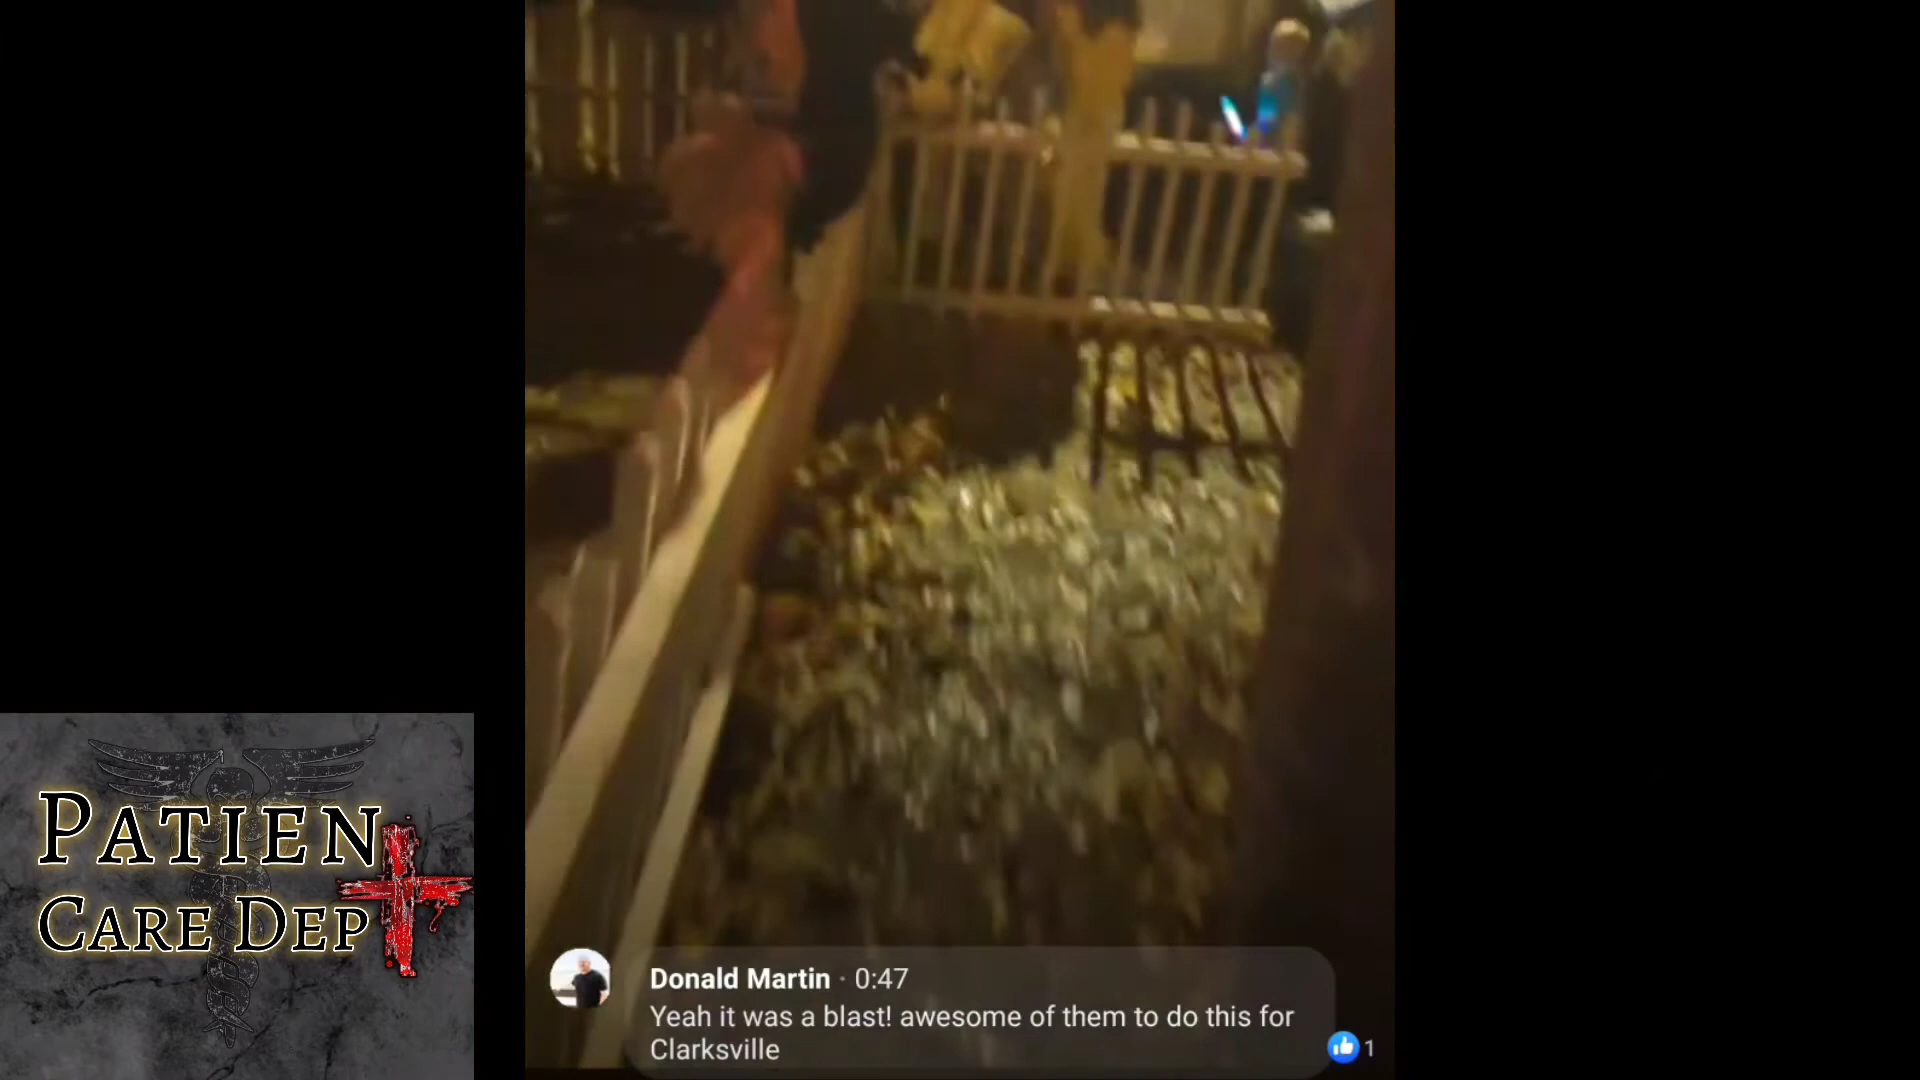 PATIEN
CARE DEPT
Donald Martin · 0:47
Yeah it was a blast! awesome of them to do this for
Clarksville
1